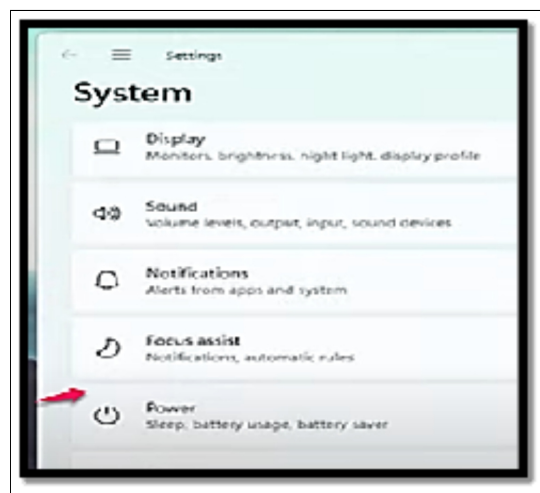 Settings
System
Display
Monitors, brightness, night light, display profile
Sound
Volume levels, output, input, sound devices
Notifications
Alerts from apps and system
Focus assist
Notifications, automatic rules
Power
Sleep, battery usage, battery saver